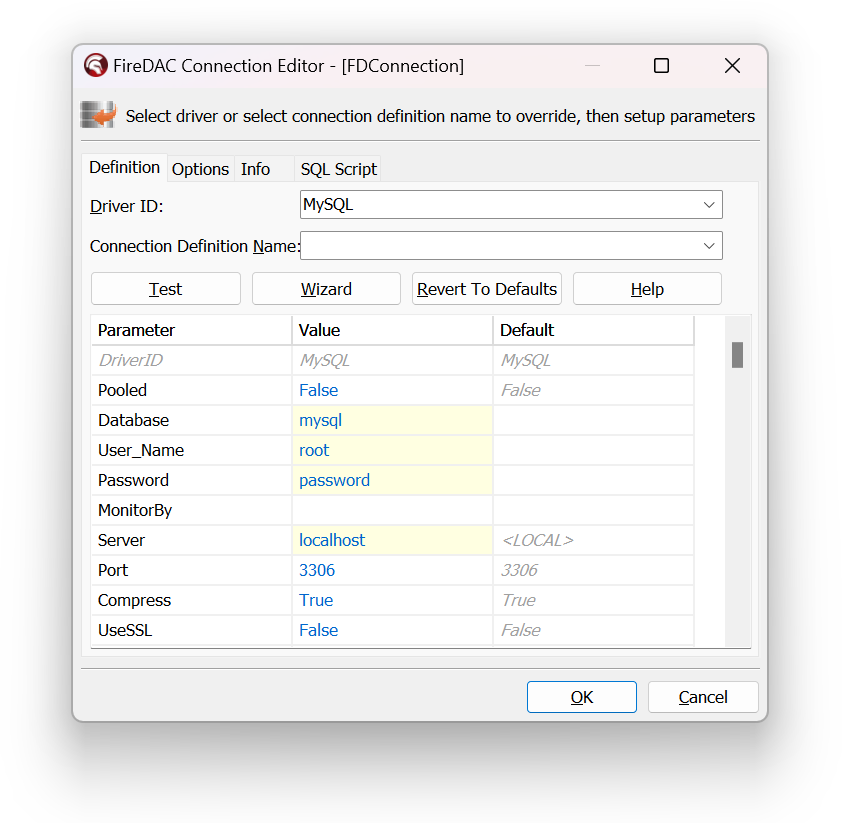 FireDAC Connection Editor - [FDConnection]
Select driver or select connection definition name to override, then setup parameters
Definition Options Info SQL Script
Driver ID: MySQL
Connection Definition Name:
Test Wizard Revert To Defaults Help
Parameter Value Default
DriverID MySQL MySQL
Pooled False False
Database mysql
User_Name root
Password password
MonitorBy
Server localhost <LOCAL>
Port 3306 3306
Compress True True
UseSSL False False
OK Cancel